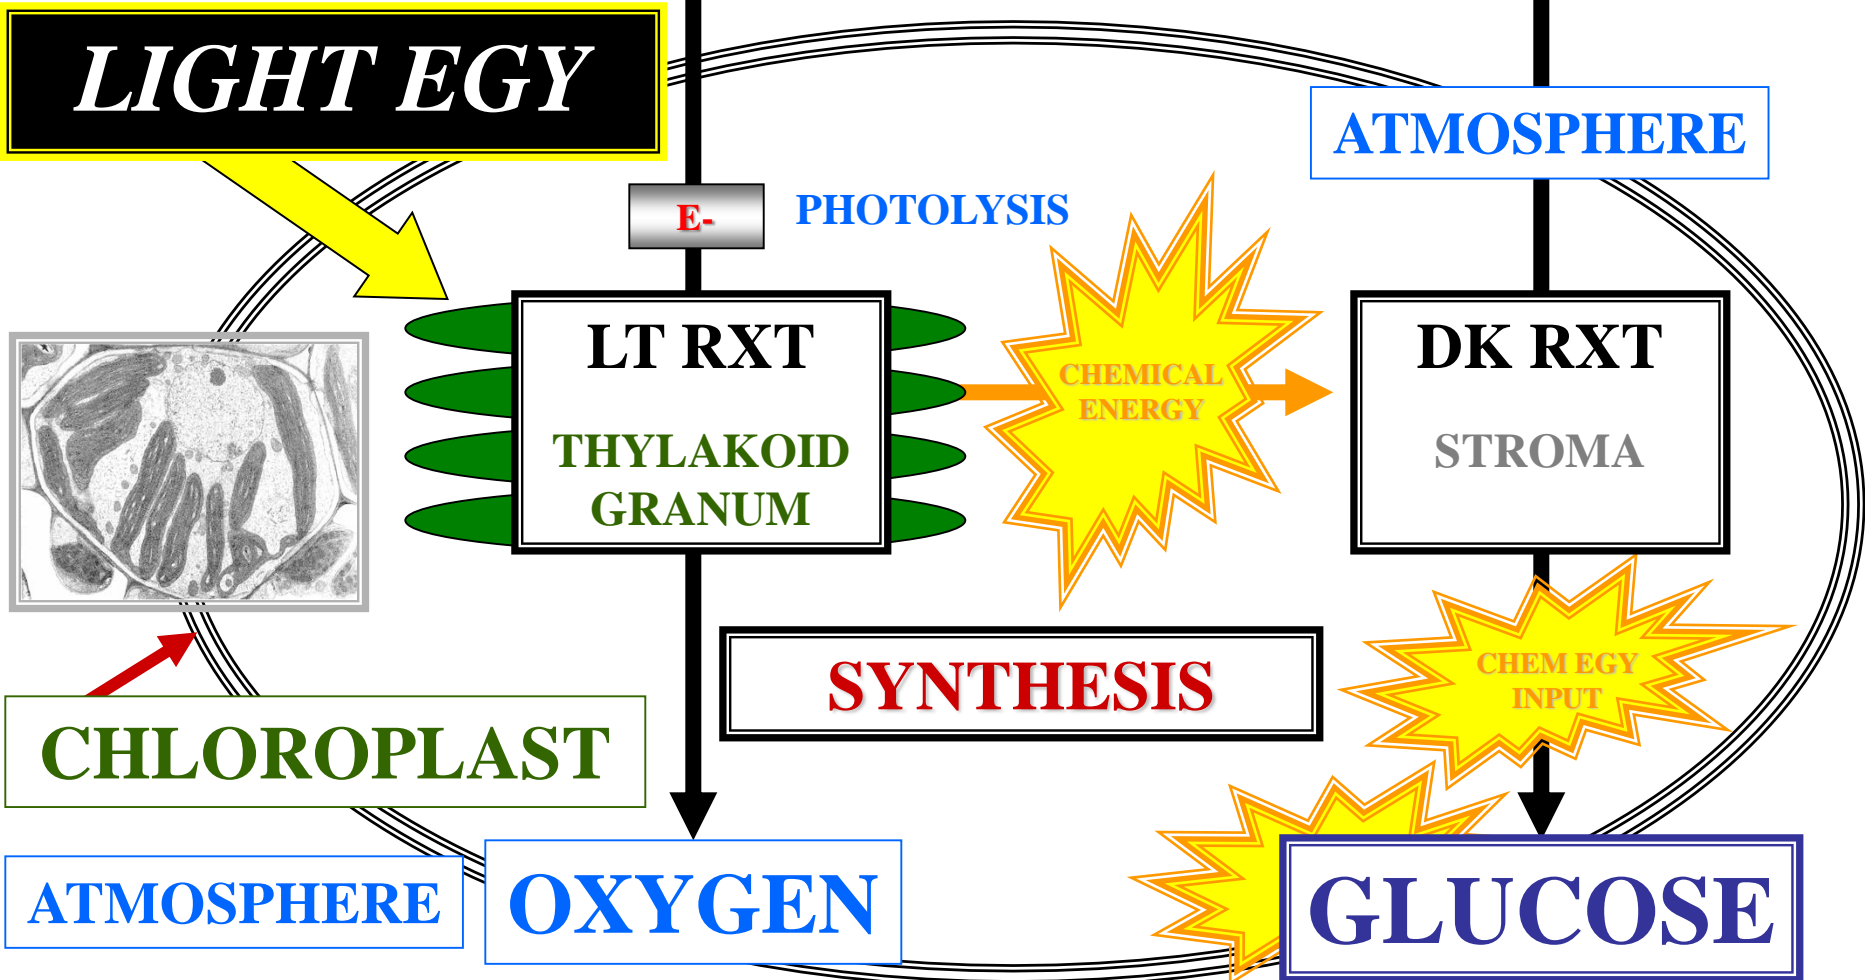 LIGHT EGY
ATMOSPHERE
E-
PHOTOLYSIS
LT RXT
THYLAKOID
GRANUM
CHEMICAL
ENERGY
DK RXT
STROMA
SYNTHESIS
CHEM EGY
INPUT
CHLOROPLAST
ATMOSPHERE
OXYGEN
GLUCOSE